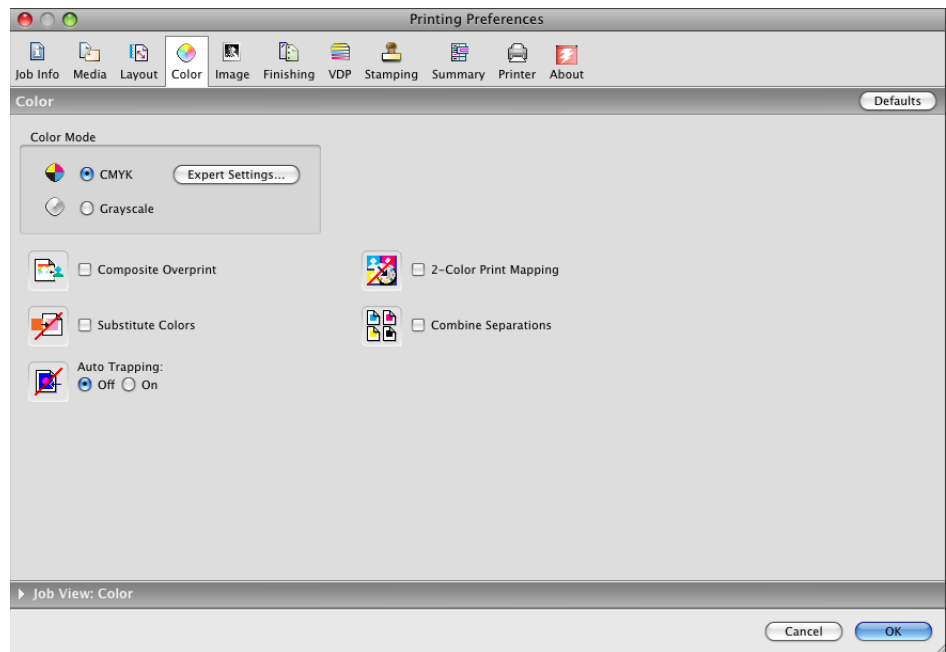 Printing Preferences
Job Info Media Layout Color Image Finishing VDP Stamping Summary Printer About
Color Defaults
Color Mode
CMYK Expert Settings...
Grayscale
Composite Overprint 2-Color Print Mapping
Substitute Colors Combine Separations
Auto Trapping:
Off On
Job View: Color
Cancel OK